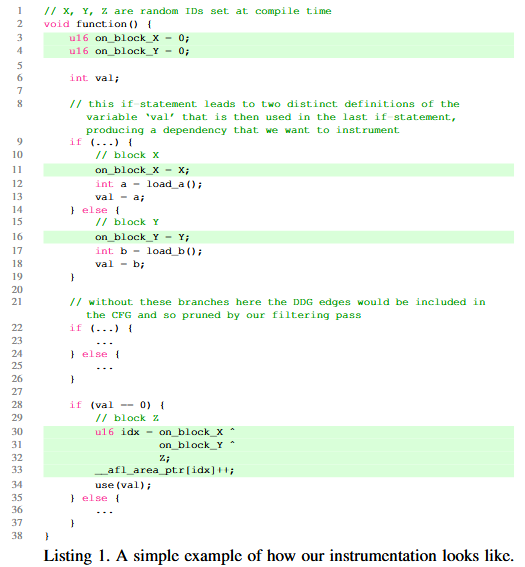 1 // X, Y, Z are random IDs set at compile time
2 void function() {
3 u16 on_block_X = 0;
4 u16 on_block_Y = 0;
5
6 int val;
7
8 // this if-statement leads to two distinct definitions of the
variable ‘val’ that is then used in the last if-statement,
producing a dependency that we want to instrument
9 if (...) {
10 // block X
11 on_block_X = X;
12 int a = load_a();
13 val = a;
14 } else {
15 // block Y
16 on_block_Y = Y;
17 int b = load_b();
18 val = b;
19 }
20
21 // without these branches here the DDG edges would be included in
the CFG and so pruned by our filtering pass
22 if (...) {
23 ...
24 } else {
25 ...
26 }
27
28 if (val == 0) {
29 // block Z
30 u16 idx = on_block_X ^
31 on_block_Y ^
32 Z;
33 __afl_area_ptr[idx]++;
34 use(val);
35 } else {
36 ...
37 }
38 }
Listing 1. A simple example of how our instrumentation looks like.